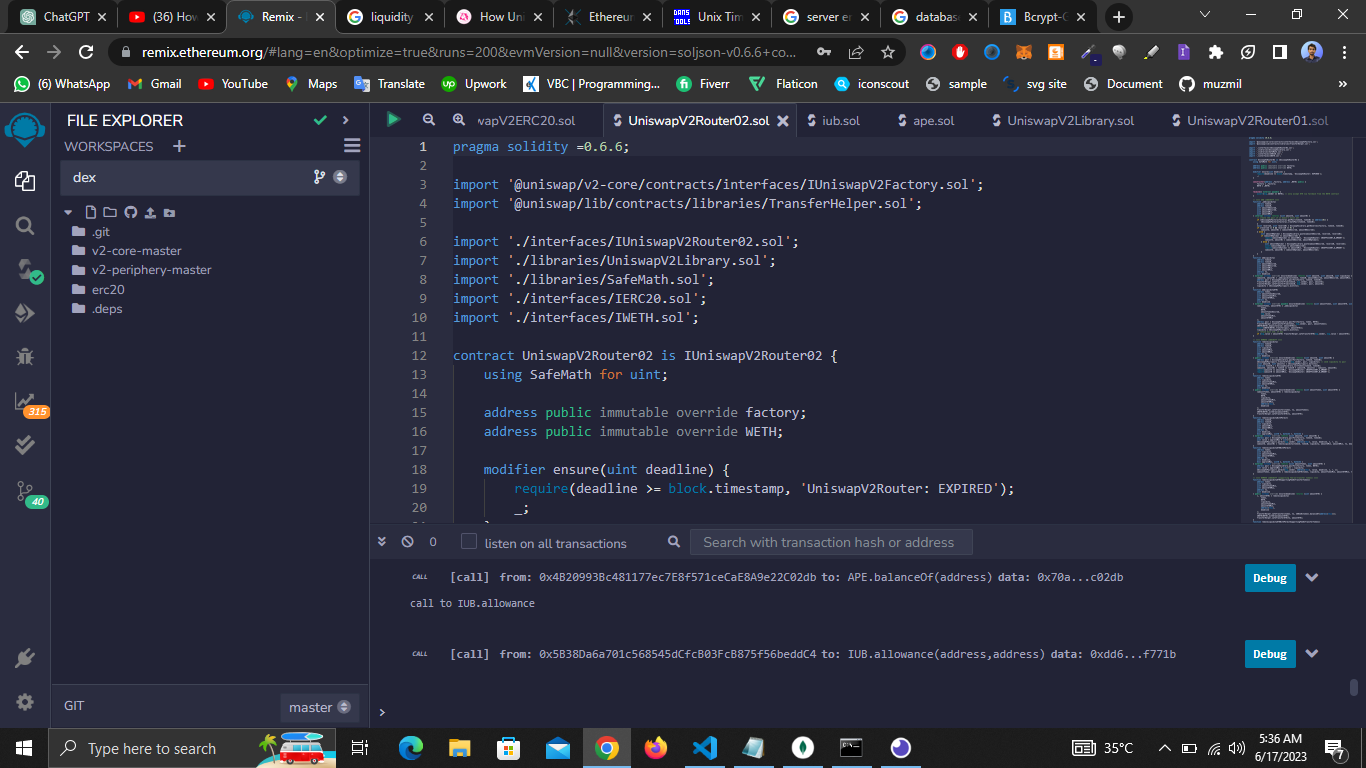 ChatGPT
(36) How
Remix -
liquidity
How Uni
Ethereun
Unix Tim
server er
database
Bcrypt-G
remix.ethereum.org/#lang=en&optimize=true&runs=200&evmVersion=null&version=soljson-v0.6.6+co...
(6) WhatsApp
Gmail
YouTube
Maps
Translate
Upwork
VBC | Programming...
Fiverr
Flaticon
iconscout
sample
svg site
Document
muzmil
»
FILE EXPLORER
WORKSPACES
dex
.git
v2-core-master
v2-periphery-master
erc20
.deps
315
40
GIT
master
vapV2ERC20.sol
UniswapV2Router02.sol
iub.sol
ape.sol
UniswapV2Library.sol
UniswapV2Router01.sol
1 pragma solidity =0.6.6;
2
3 import '@uniswap/v2-core/contracts/interfaces/IUniswapV2Factory.sol';
4 import '@uniswap/lib/contracts/libraries/TransferHelper.sol';
5
6 import './interfaces/IUniswapV2Router02.sol';
7 import './libraries/UniswapV2Library.sol';
8 import './libraries/SafeMath.sol';
9 import './interfaces/IERC20.sol';
10 import './interfaces/IWETH.sol';
11
12 contract UniswapV2Router02 is IUniswapV2Router02 {
13 using SafeMath for uint;
14
15 address public immutable override factory;
16 address public immutable override WETH;
17
18 modifier ensure(uint deadline) {
19 require(deadline >= block.timestamp, 'UniswapV2Router: EXPIRED');
20 _;
0
listen on all transactions
Search with transaction hash or address
CALL [call] from: 0x4B20993Bc481177ec7E8f571ceCaE8A9e22C02db to: APE.balanceOf(address) data: 0x70a...c02db
Debug
call to IUB.allowance
CALL [call] from: 0x5B38Da6a701c568545dCfcB03FcB875f56beddC4 to: IUB.allowance(address,address) data: 0xdd6...f771b
Debug
>
Type here to search
35°C
5:36 AM
6/17/2023
7